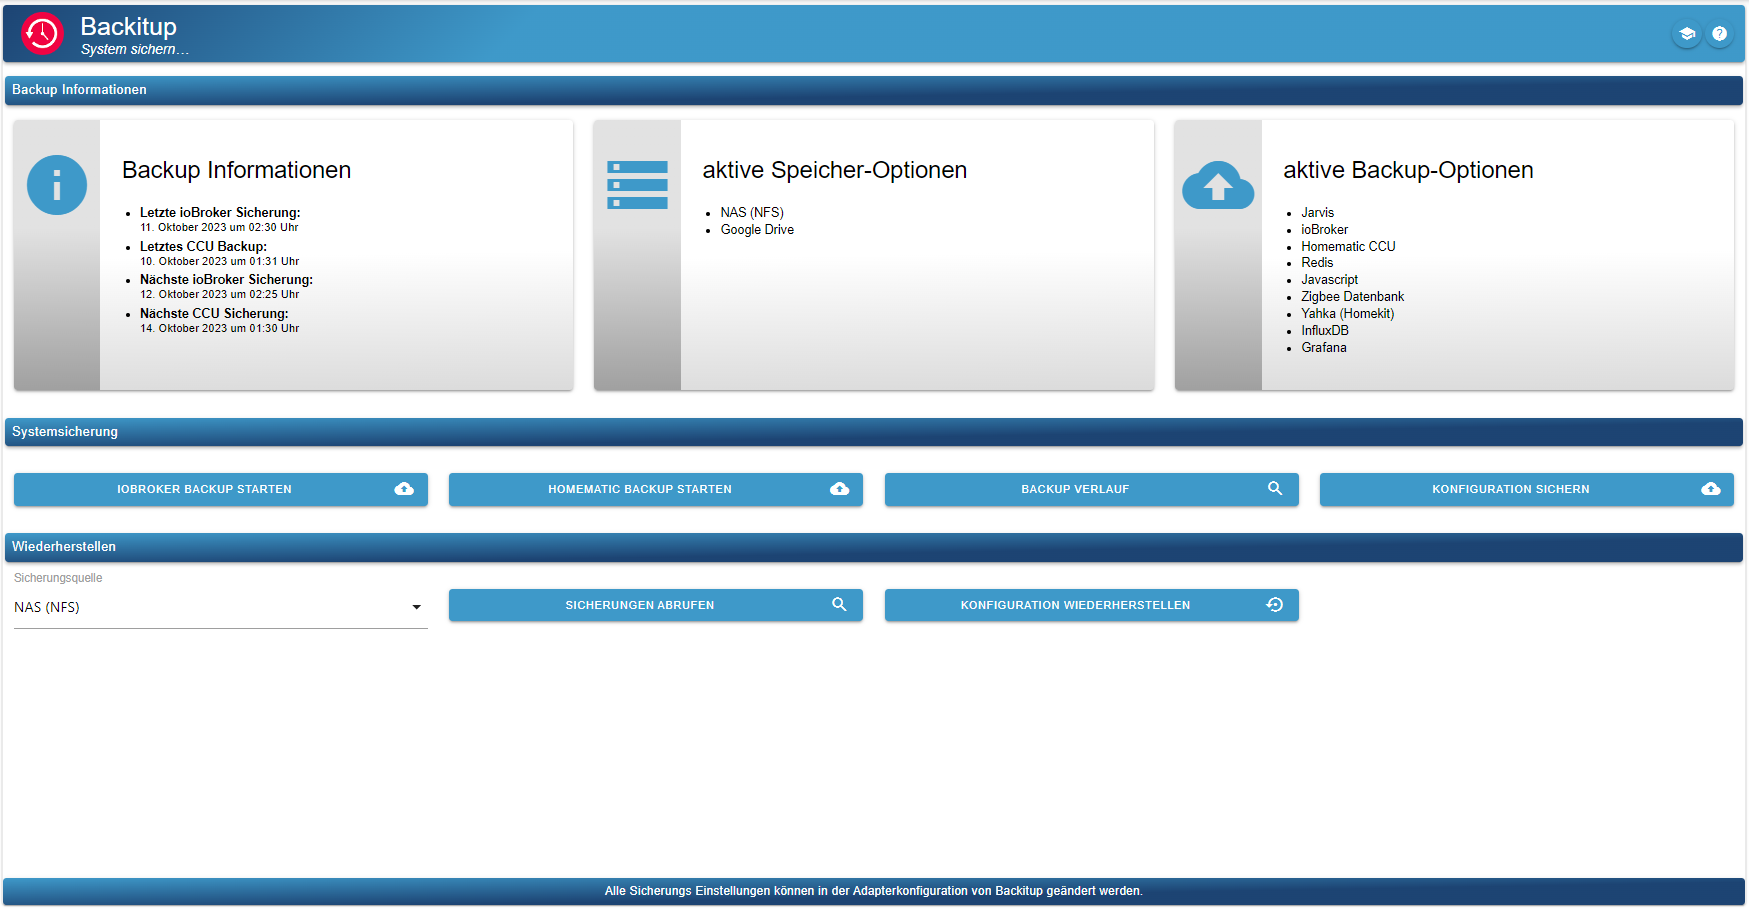 Backitup
System sichern...
Backup Informationen
Backup Informationen
Letzte ioBroker Sicherung:
11. Oktober 2023 um 02:30 Uhr
Letztes CCU Backup:
10. Oktober 2023 um 01:31 Uhr
Nächste ioBroker Sicherung:
12. Oktober 2023 um 02:25 Uhr
Nächste CCU Sicherung:
14. Oktober 2023 um 01:30 Uhr
aktive Speicher-Optionen
NAS (NFS)
Google Drive
aktive Backup-Optionen
Jarvis
ioBroker
Homematic CCU
Redis
Javascript
Zigbee Datenbank
Yahka (Homekit)
InfluxDB
Grafana
Systemsicherung
IOBROKER BACKUP STARTEN
HOMEMATIC BACKUP STARTEN
BACKUP VERLAUF
KONFIGURATION SICHERN
Wiederherstellen
Sicherungsquelle
NAS (NFS)
SICHERUNGEN ABRUFEN
KONFIGURATION WIEDERHERSTELLEN
Alle Sicherungs Einstellungen können in der Adapterkonfiguration von Backitup geändert werden.